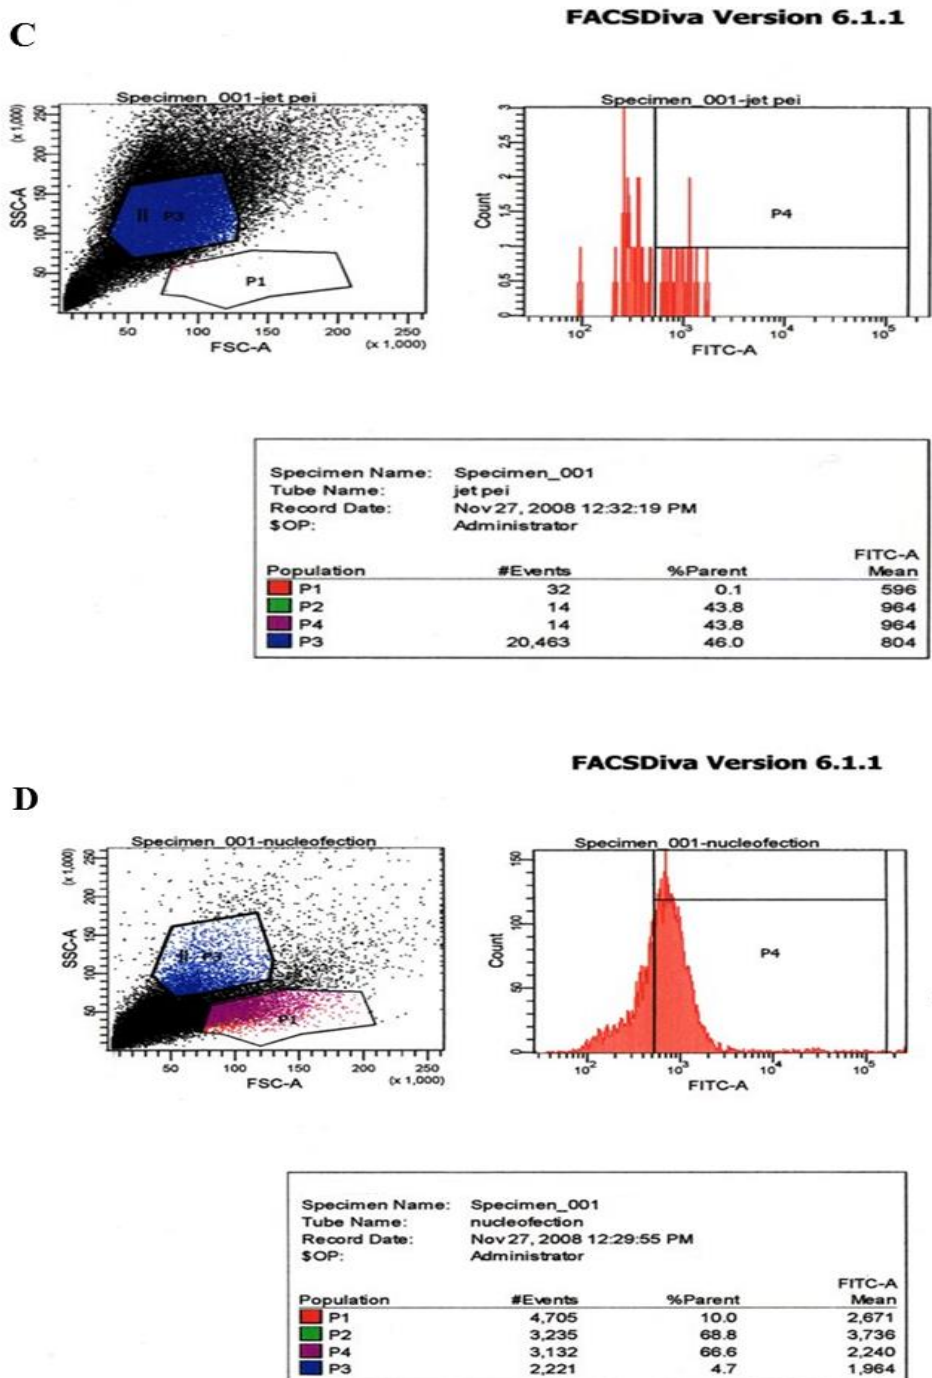 C
FACSDiva Version 6.1.1
Specimen_001-jet pei
(x 1,000)
250
200
150
100
50
SSC-A
II P3
P1
50 100 150 200 250
FSC-A
(x 1,000)
Specimen_001-jet pei
3
2,5
2
1,5
1
0,5
0
Count
P4
10² 10³ 10⁴ 10⁵
FITC-A
Specimen Name: Specimen_001
Tube Name: jet pei
Record Date: Nov 27, 2008 12:32:19 PM
$OP: Administrator
FITC-A
Population #Events %Parent Mean
P1 32 0.1 596
P2 14 43.8 964
P4 14 43.8 964
P3 20,463 46.0 804
FACSDiva Version 6.1.1
D
Specimen_001-nucleofection
(x 1,000)
250
200
150
100
50
SSC-A
II P3
P1
50 100 150 200 250
FSC-A
(x 1,000)
Specimen_001-nucleofection
150
100
50
0
Count
P4
10² 10³ 10⁴ 10⁵
FITC-A
Specimen Name: Specimen_001
Tube Name: nucleofection
Record Date: Nov 27, 2008 12:29:55 PM
$OP: Administrator
FITC-A
Population #Events %Parent Mean
P1 4,705 10.0 2,671
P2 3,235 68.8 3,736
P4 3,132 66.6 2,240
P3 2,221 4.7 1,964